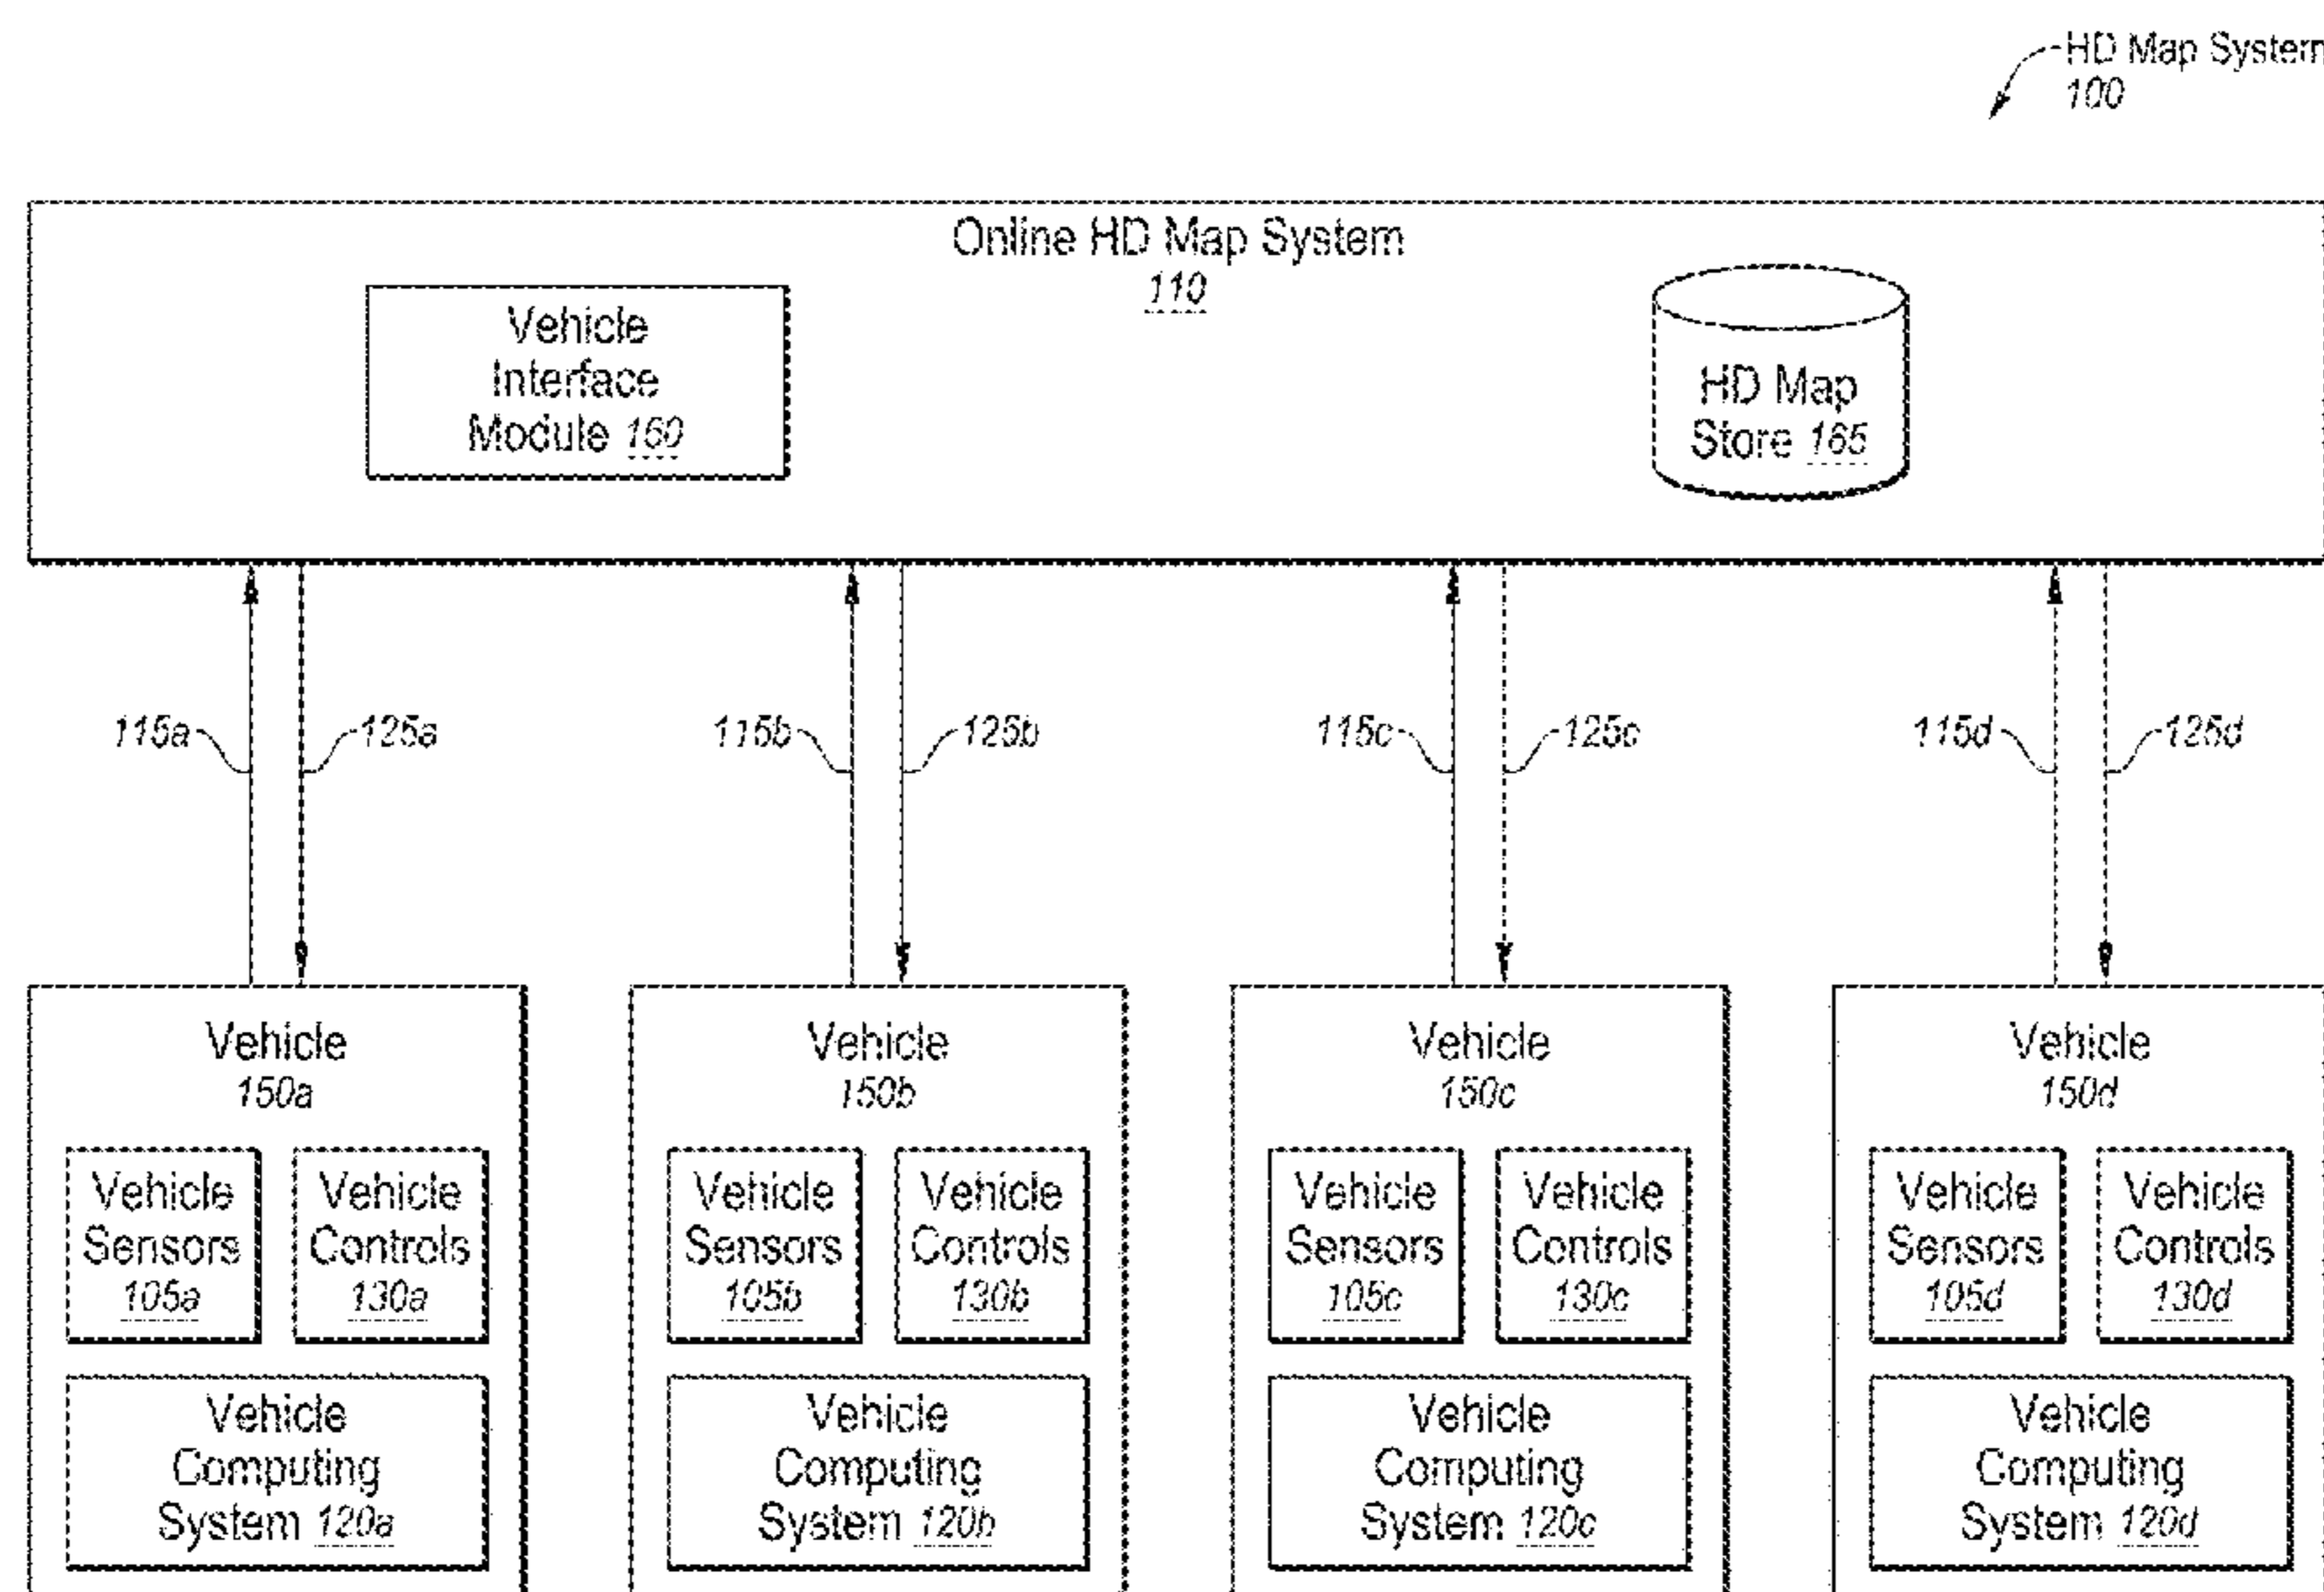 HD Map System
100
Online HD Map System
110
Vehicle
Interface
Module 160
HD Map
Store 165
115a
125a
115b
125b
115c
125c
115d
125d
Vehicle
150a
Vehicle
Sensors
105a
Vehicle
Controls
130a
Vehicle
Computing
System 120a
Vehicle
150b
Vehicle
Sensors
105b
Vehicle
Controls
130b
Vehicle
Computing
System 120b
Vehicle
150c
Vehicle
Sensors
105c
Vehicle
Controls
130c
Vehicle
Computing
System 120c
Vehicle
150d
Vehicle
Sensors
105d
Vehicle
Controls
130d
Vehicle
Computing
System 120d